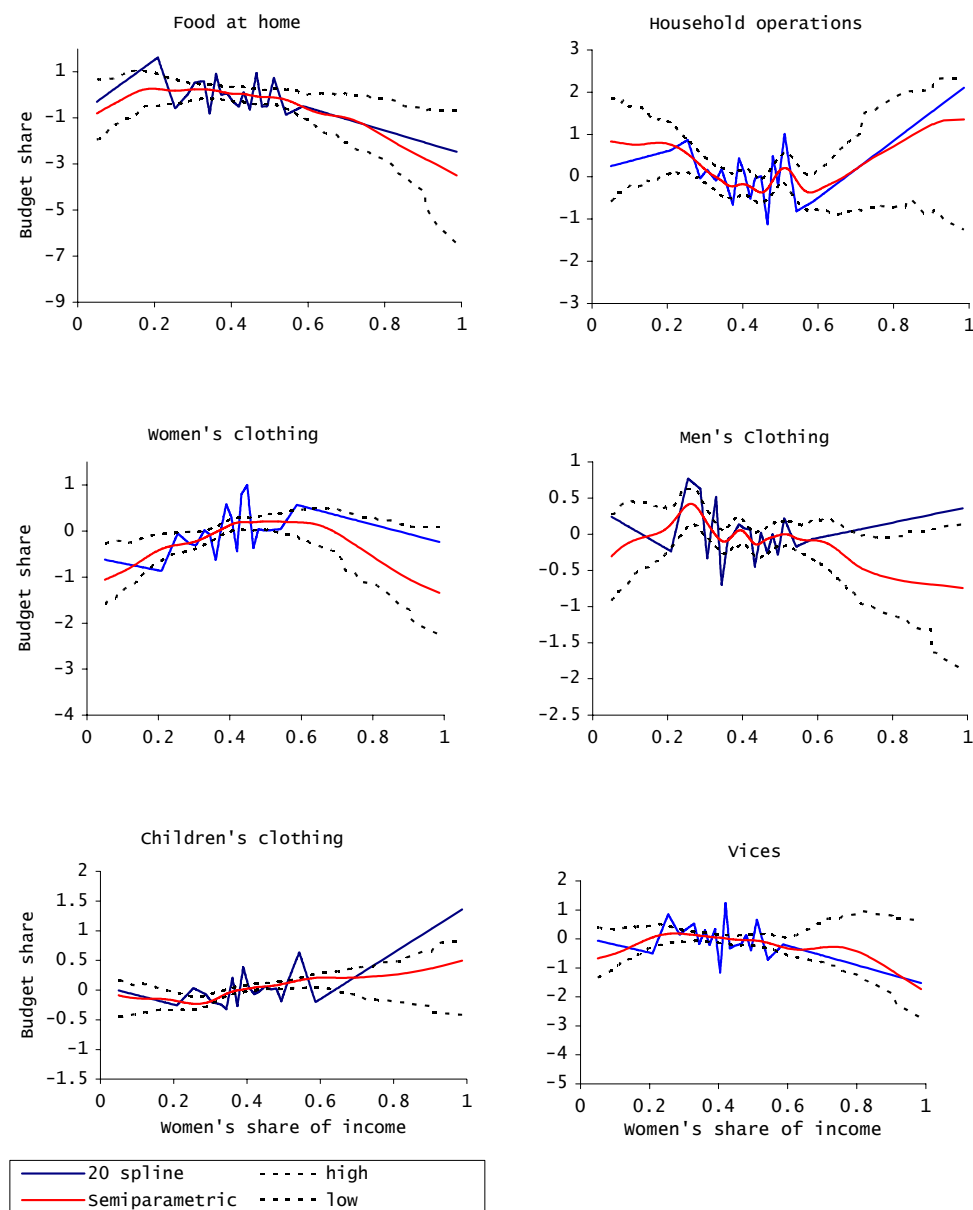 Food at home
Household operations
Budget share
1
-1
-3
-5
-7
-9
0 0.2 0.4 0.6 0.8 1
3
2
1
0
-1
-2
-3
0 0.2 0.4 0.6 0.8 1
Women's clothing
Men's Clothing
Budget share
1
0
-1
-2
-3
-4
0 0.2 0.4 0.6 0.8 1
1
0.5
0
-0.5
-1
-1.5
-2
-2.5
0 0.2 0.4 0.6 0.8 1
Children's clothing
Vices
Budget share
2
1.5
1
0.5
0
-0.5
-1
-1.5
0 0.2 0.4 0.6 0.8 1
Women's share of income
2
1
0
-1
-2
-3
-4
-5
0 0.2 0.4 0.6 0.8 1
Women's share of income
20 spline
high
Semiparametric
low